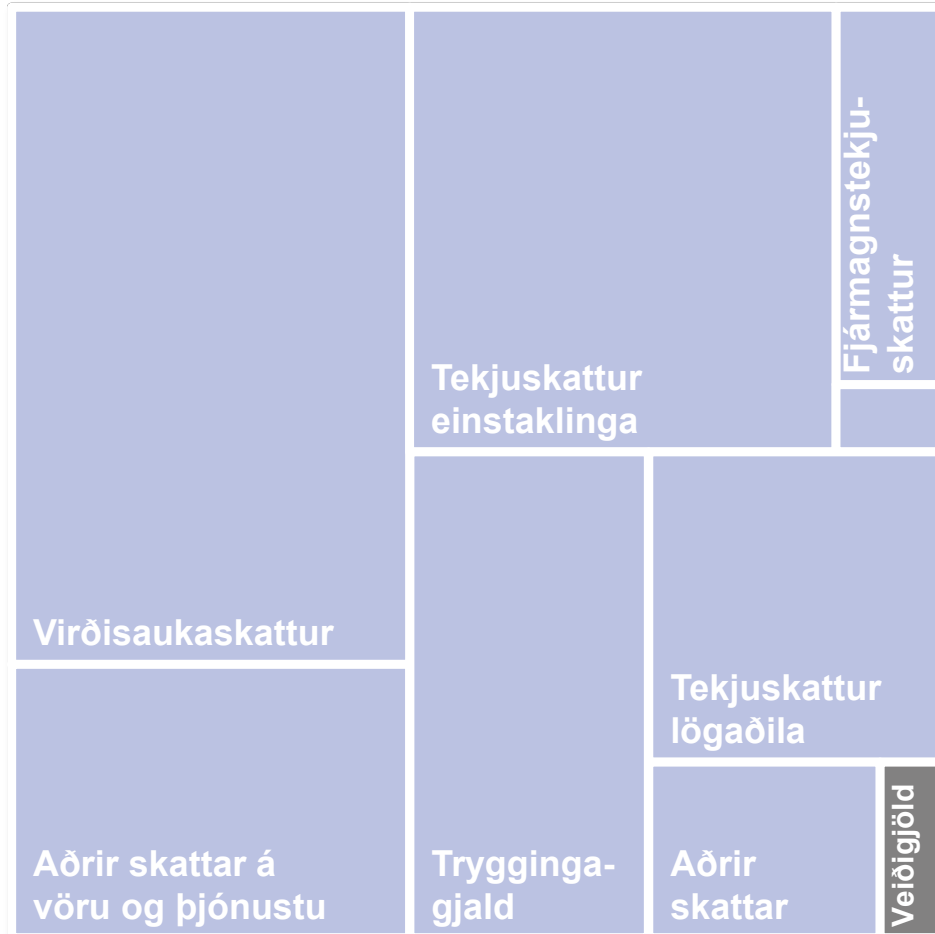 Virðisaukaskattur
Aðrir skattar á
vöru og þjónustu
Tekjuskattur
einstaklinga
Fjármagnstekju-
skattur
Trygginga-
gjald
Tekjuskattur
lögaðila
Aðrir
skattar
Veiðigjöld